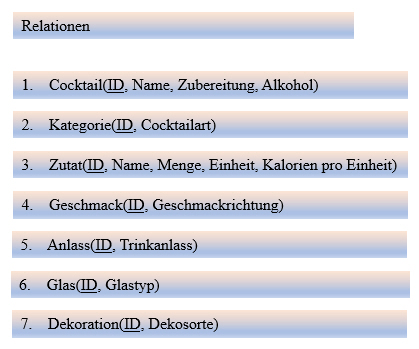 Relationen
1. Cocktail(ID, Name, Zubereitung, Alkohol)
2. Kategorie(ID, Cocktailart)
3. Zutat(ID, Name, Menge, Einheit, Kalorien pro Einheit)
4. Geschmack(ID, Geschmackrichtung)
5. Anlass(ID, Trinkanlass)
6. Glas(ID, Glastyp)
7. Dekoration(ID, Dekosorte)